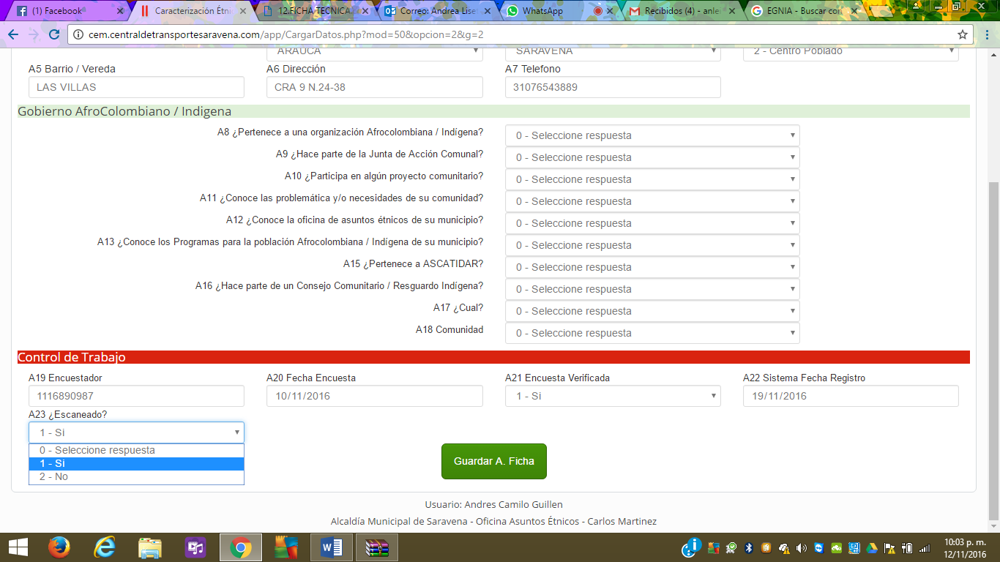 (1) Facebook
Caracterización Étni
12.FICHA TECNICA.
Correo: Andrea Lise
WhatsApp
Recibidos (4) - anle
EGNIA - Buscar con
cem.centraldetransportesaravena.com/app/CargarDatos.php?mod=50&opcion=2&g=2
ARAUCA
SARAVENA
2 - Centro Poblado
A5 Barrio / Vereda
A6 Dirección
A7 Telefono
LAS VILLAS
CRA 9 N.24-38
31076543889
Gobierno AfroColombiano / Indigena
A8 ¿Pertenece a una organización Afrocolombiana / Indígena?
0 - Seleccione respuesta
A9 ¿Hace parte de la Junta de Acción Comunal?
0 - Seleccione respuesta
A10 ¿Participa en algún proyecto comunitario?
0 - Seleccione respuesta
A11 ¿Conoce las problemática y/o necesidades de su comunidad?
0 - Seleccione respuesta
A12 ¿Conoce la oficina de asuntos étnicos de su municipio?
0 - Seleccione respuesta
A13 ¿Conoce los Programas para la población Afrocolombiana / Indígena de su municipio?
0 - Seleccione respuesta
A15 ¿Pertenece a ASCATIDAR?
0 - Seleccione respuesta
A16 ¿Hace parte de un Consejo Comunitario / Resguardo Indígena?
0 - Seleccione respuesta
A17 ¿Cual?
0 - Seleccione respuesta
A18 Comunidad
0 - Seleccione respuesta
Control de Trabajo
A19 Encuestador
A20 Fecha Encuesta
A21 Encuesta Verificada
A22 Sistema Fecha Registro
1116890987
10/11/2016
1 - Si
19/11/2016
A23 ¿Escaneado?
1 - Si
0 - Seleccione respuesta
1 - Si
2 - No
Guardar A. Ficha
Usuario: Andres Camilo Guillen
Alcaldía Municipal de Saravena - Oficina Asuntos Étnicos - Carlos Martinez
10:03 p. m.
12/11/2016